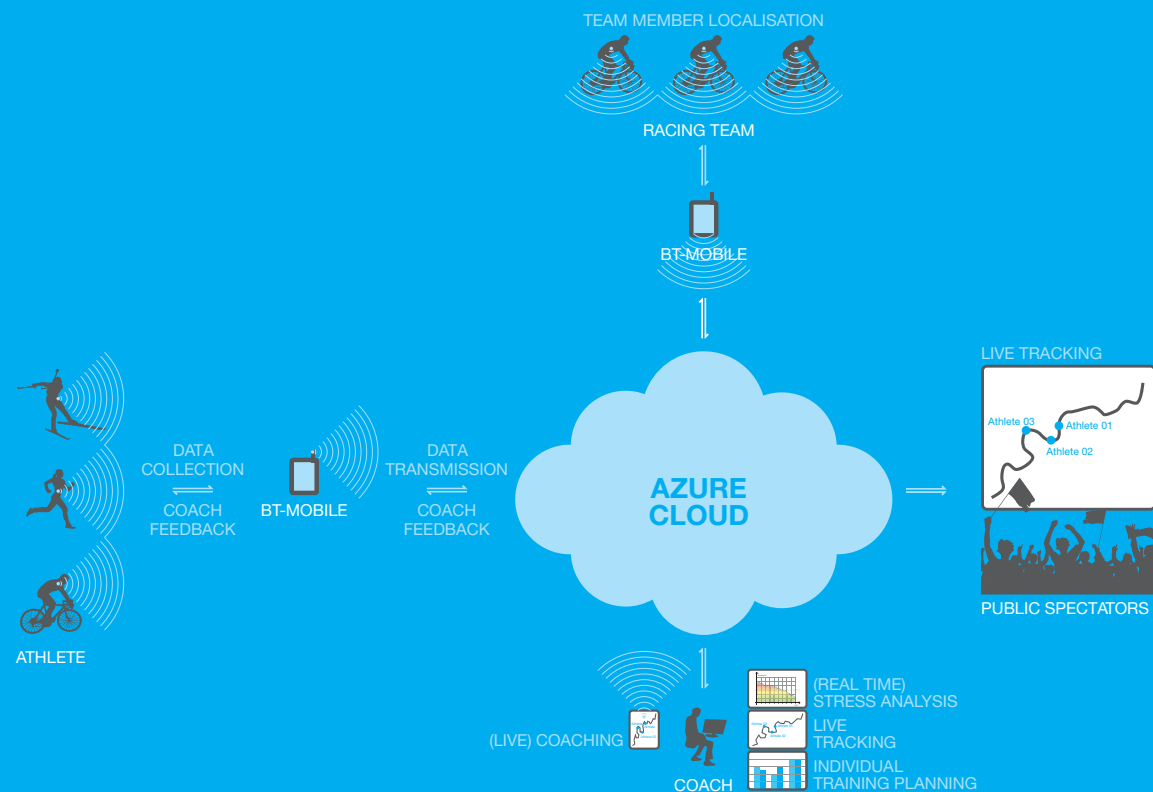 TEAM MEMBER LOCALISATION
RACING TEAM
BT-MOBILE
LIVE TRACKING
Athlete 03
Athlete 01
Athlete 02
DATA
COLLECTION
COACH
FEEDBACK
BT-MOBILE
DATA
TRANSMISSION
COACH
FEEDBACK
AZURE
CLOUD
PUBLIC SPECTATORS
ATHLETE
(LIVE) COACHING
COACH
(REAL TIME)
STRESS ANALYSIS
LIVE
TRACKING
INDIVIDUAL
TRAINING PLANNING